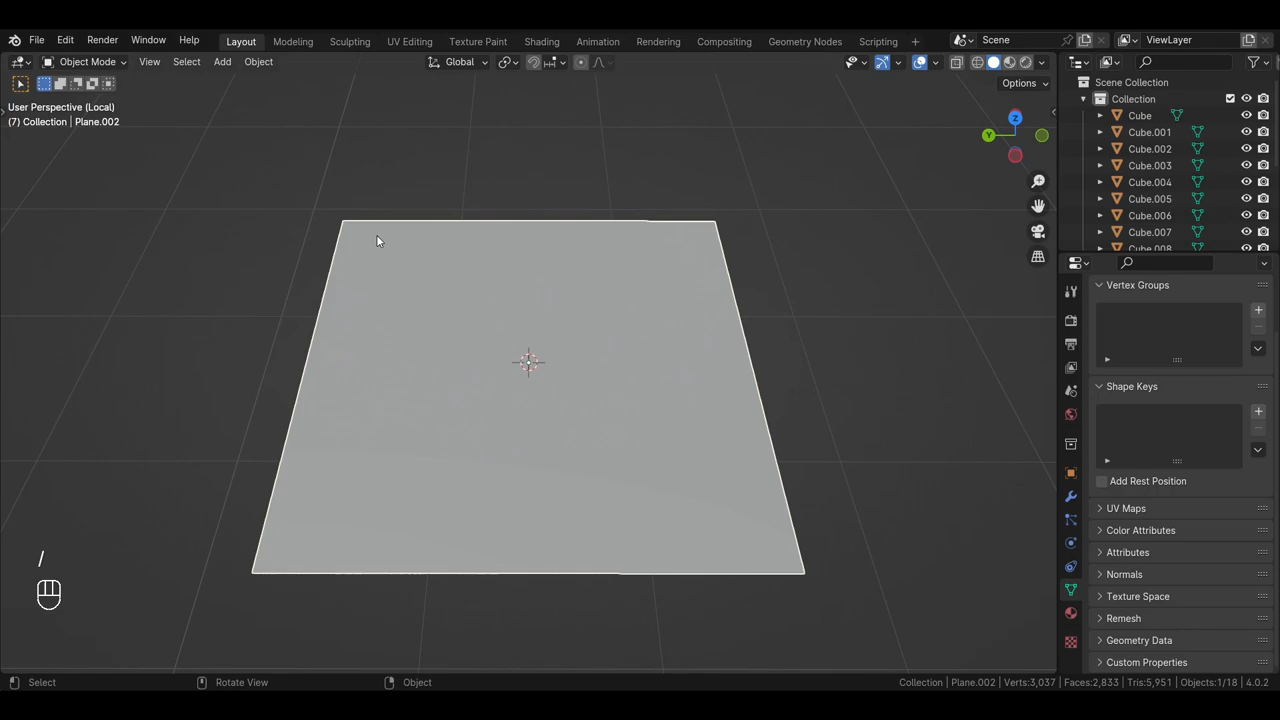 File Edit Render Window Help Layout Modeling Sculpting UV Editing Texture Paint Shading Animation Rendering Compositing Geometry Nodes Scripting + Scene ViewLayer
Object Mode View Select Add Object Global
Options
User Perspective (Local)
(7) Collection | Plane.002
Z
Y
Scene Collection
Collection
Cube
Cube.001
Cube.002
Cube.003
Cube.004
Cube.005
Cube.006
Cube.007
Cube.008
Vertex Groups
Shape Keys
Add Rest Position
UV Maps
Color Attributes
Attributes
Normals
Texture Space
Remesh
Geometry Data
Custom Properties
/
Select Rotate View Object Collection | Plane.002 | Verts:3,037 | Faces:2,833 | Tris:5,951 | Objects:1/18 | 4.0.2